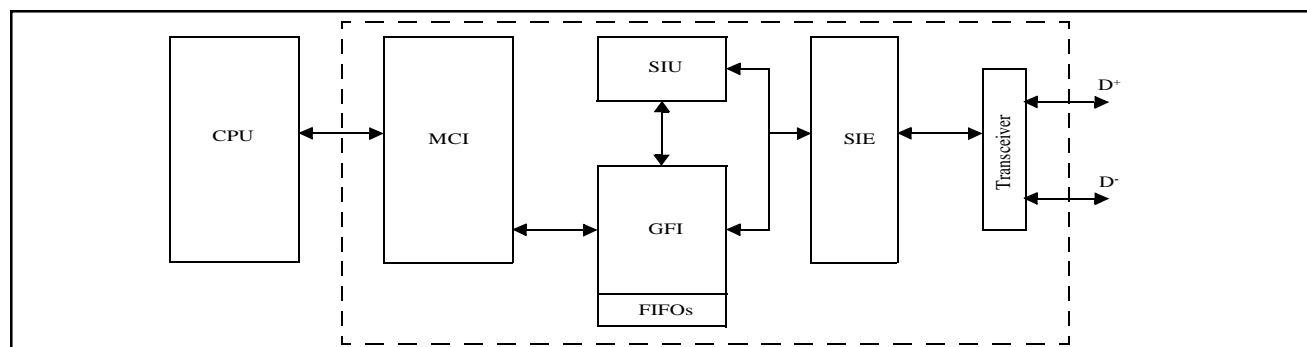 CPU
MCI
SIU
GFI
FIFOs
SIE
Transceiver
D+
D-